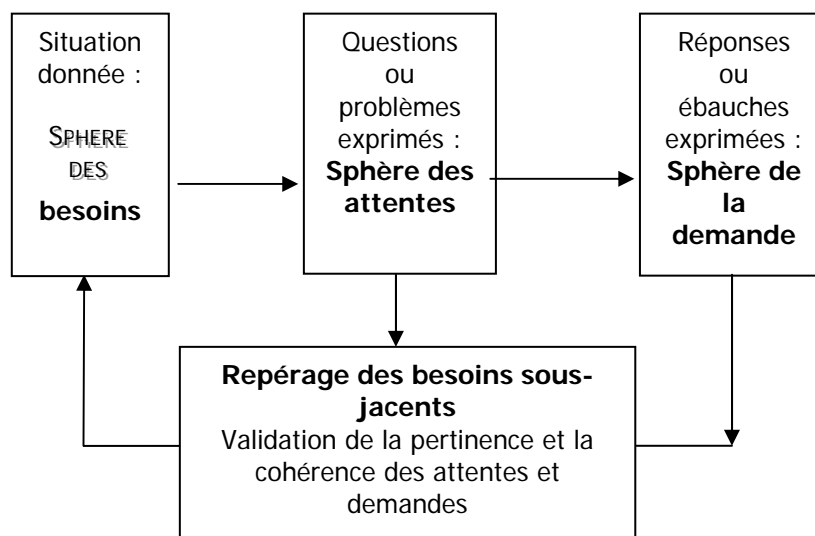 Situation
donnée :
SPHERE
DES
besoins
Questions
ou
problèmes
exprimés :
Sphère des
attentes
Réponses
ou
ébauches
exprimées :
Sphère de
la
demande
Repérage des besoins sous-
jacents
Validation de la pertinence et la
cohérence des attentes et
demandes